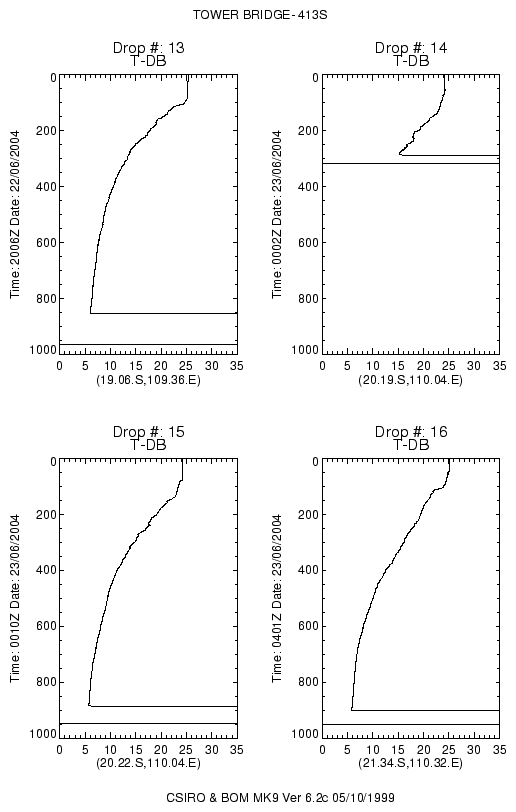 TOWER BRIDGE- 413S
Drop #: 13
T-DB
0
200
400
600
800
1000
Time: 2006Z Date: 22/06/2004
0 5 10 15 20 25 30 35
(19.06.S,109.36.E)
Drop #: 14
T-DB
0
200
400
600
800
1000
Time: 0002Z Date: 23/06/2004
0 5 10 15 20 25 30 35
(20.19.S,110.04.E)
Drop #: 15
T-DB
0
200
400
600
800
1000
Time: 0010Z Date: 23/06/2004
0 5 10 15 20 25 30 35
(20.22.S,110.04.E)
Drop #: 16
T-DB
0
200
400
600
800
1000
Time: 0401Z Date: 23/06/2004
0 5 10 15 20 25 30 35
(21.34.S,110.32.E)
CSIRO & BOM MK9 Ver 6.2c 05/10/1999